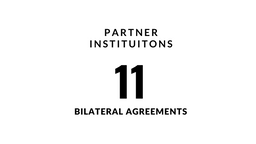 PARTNER
INSTITUITONS
11
BILATERAL AGREEMENTS